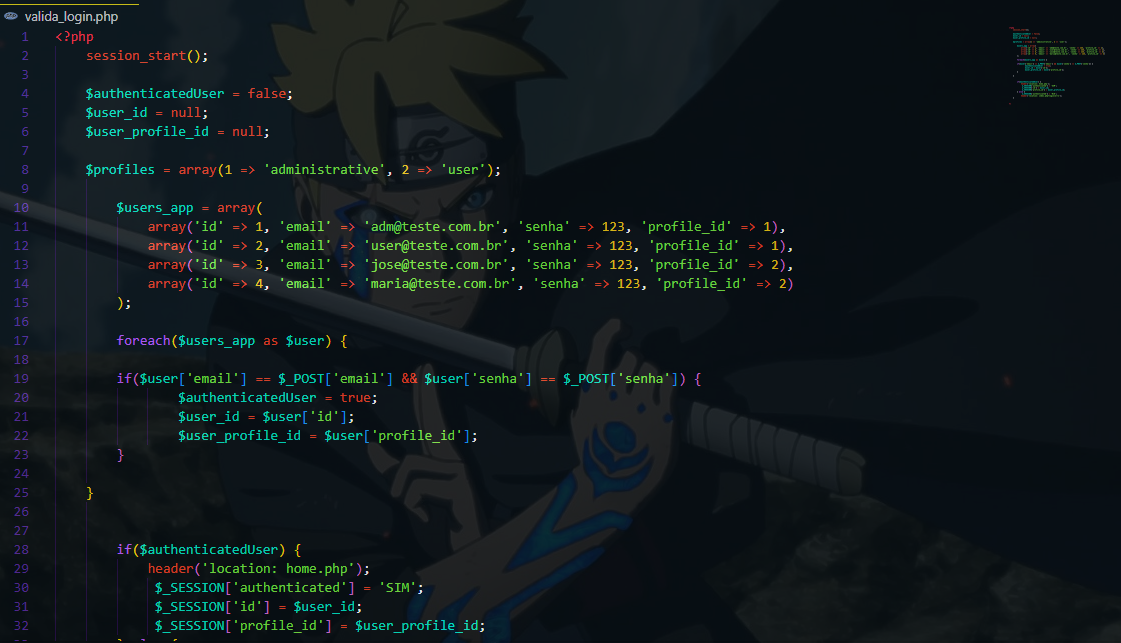 valida_login.php
1 <?php
2 session_start();
3
4 $authenticatedUser = false;
5 $user_id = null;
6 $user_profile_id = null;
7
8 $profiles = array(1 => 'administrative', 2 => 'user');
9
10 $users_app = array(
11 array('id' => 1, 'email' => 'adm@teste.com.br', 'senha' => 123, 'profile_id' => 1),
12 array('id' => 2, 'email' => 'user@teste.com.br', 'senha' => 123, 'profile_id' => 1),
13 array('id' => 3, 'email' => 'jose@teste.com.br', 'senha' => 123, 'profile_id' => 2),
14 array('id' => 4, 'email' => 'maria@teste.com.br', 'senha' => 123, 'profile_id' => 2)
15 );
16
17 foreach($users_app as $user) {
18
19 if($user['email'] == $_POST['email'] && $user['senha'] == $_POST['senha']) {
20 $authenticatedUser = true;
21 $user_id = $user['id'];
22 $user_profile_id = $user['profile_id'];
23 }
24
25 }
26
27
28 if($authenticatedUser) {
29 header('location: home.php');
30 $_SESSION['authenticated'] = 'SIM';
31 $_SESSION['id'] = $user_id;
32 $_SESSION['profile_id'] = $user_profile_id;